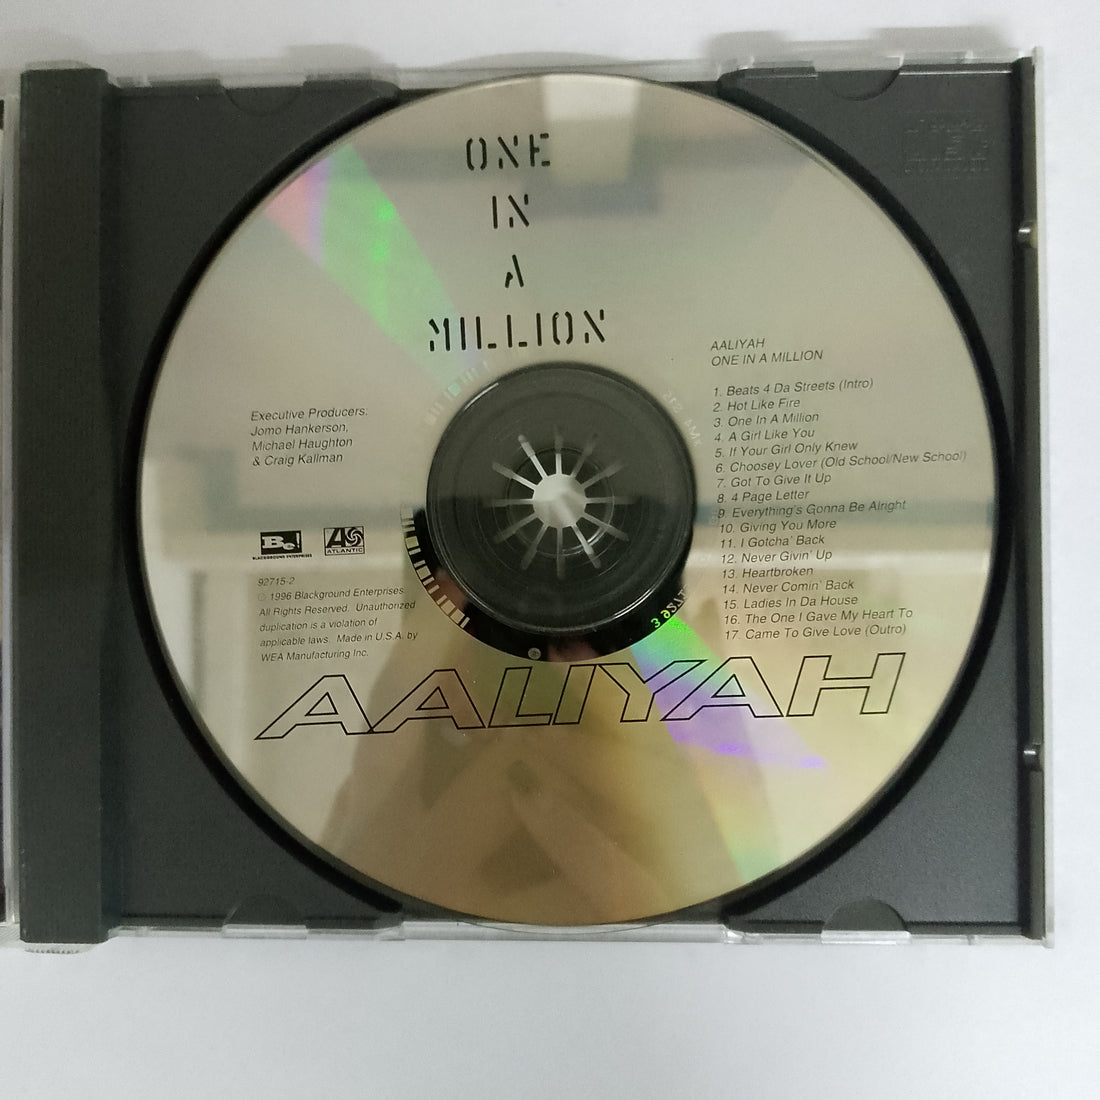 ONE
IN
A
MILLION
AALIYAH
ONE IN A MILLION
1. Beats 4 Da Streets (Intro)
2. Hot Like Fire
3. One In A Million
4. A Girl Like You
5. If Your Girl Only Knew
6. Choosey Lover (Old School/New School)
7. Got To Give It Up
8. 4 Page Letter
9. Everything's Gonna Be Alright
10. Giving You More
11. I Gotcha' Back
12. Never Givin' Up
13. Heartbroken
14. Never Comin' Back
15. Ladies In Da House
16. The One I Gave My Heart To
17. Came To Give Love (Outro)
Executive Producers:
Jomo Hankerson,
Michael Haughton
& Craig Kallman
Be!
BLACKGROUND ENTERPRISES
A
ATLANTIC
92715-2
℗ 1996 Blackground Enterprises
All Rights Reserved. Unauthorized
duplication is a violation of
applicable laws. Made in U.S.A. by
WEA Manufacturing Inc.
AALIYAH